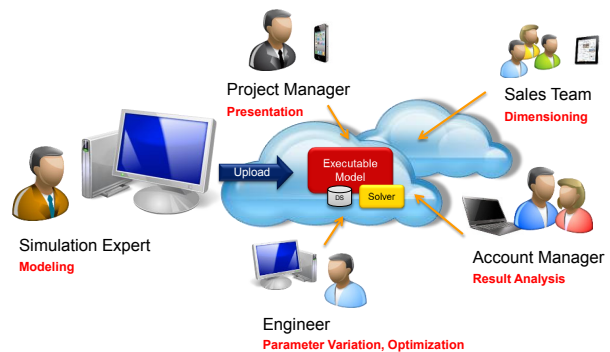 Project Manager
Presentation
Sales Team
Dimensioning
Upload
Executable
Model
DS
Solver
Simulation Expert
Modeling
Account Manager
Result Analysis
Engineer
Parameter Variation, Optimization